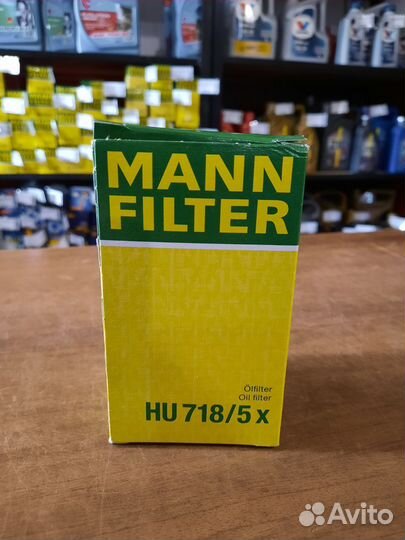 MANN
FILTER
Ölfilter
Oil filter
HU 718/5 x
Avito